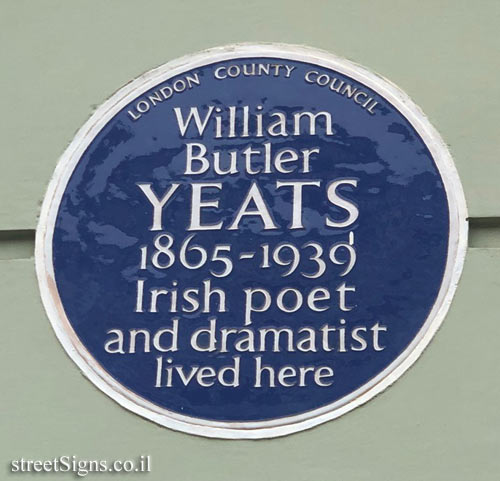 LONDON COUNTY COUNCIL
William
Butler
YEATS
1865-1939
Irish poet
and dramatist
lived here
streetSigns.co.il